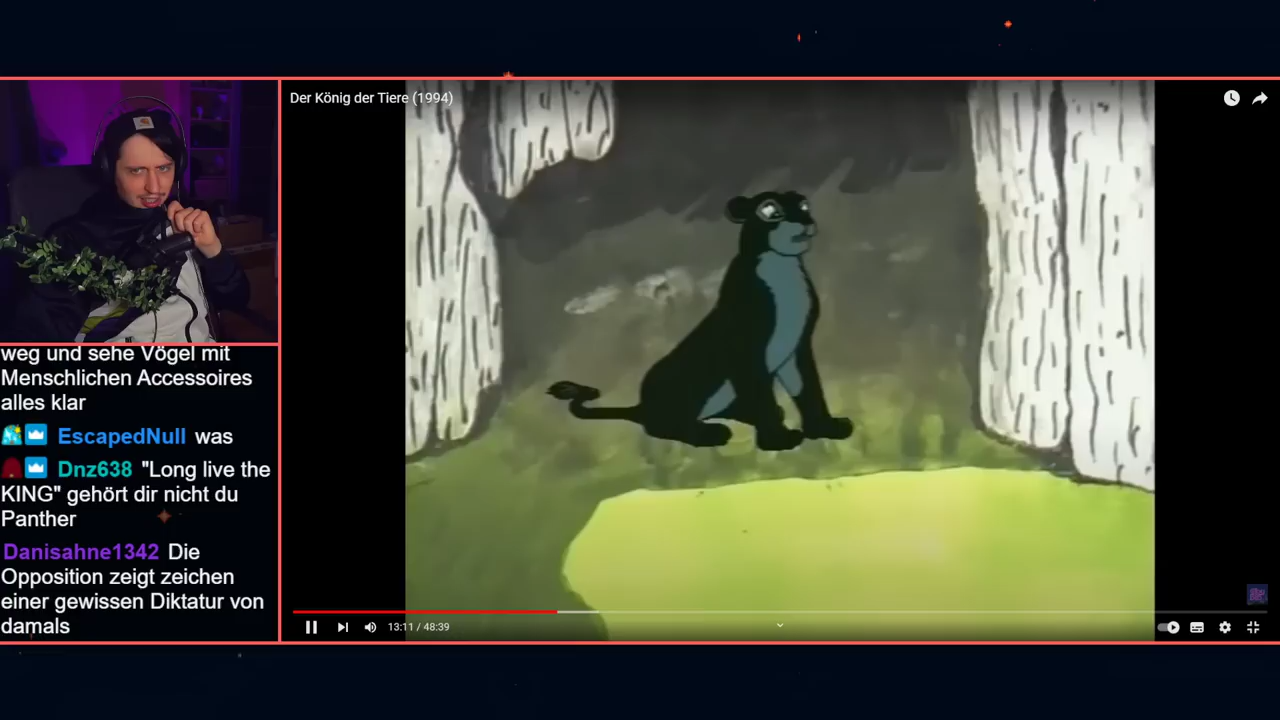 Der König der Tiere (1994)
weg und sehe Vögel mit
Menschlichen Accessoires
alles klar
EscapedNull was
Dnz638 "Long live the
KING" gehört dir nicht du
Panther
Danisahne1342 Die
Opposition zeigt zeichen
einer gewissen Diktatur von
damals
13:11 / 48:39